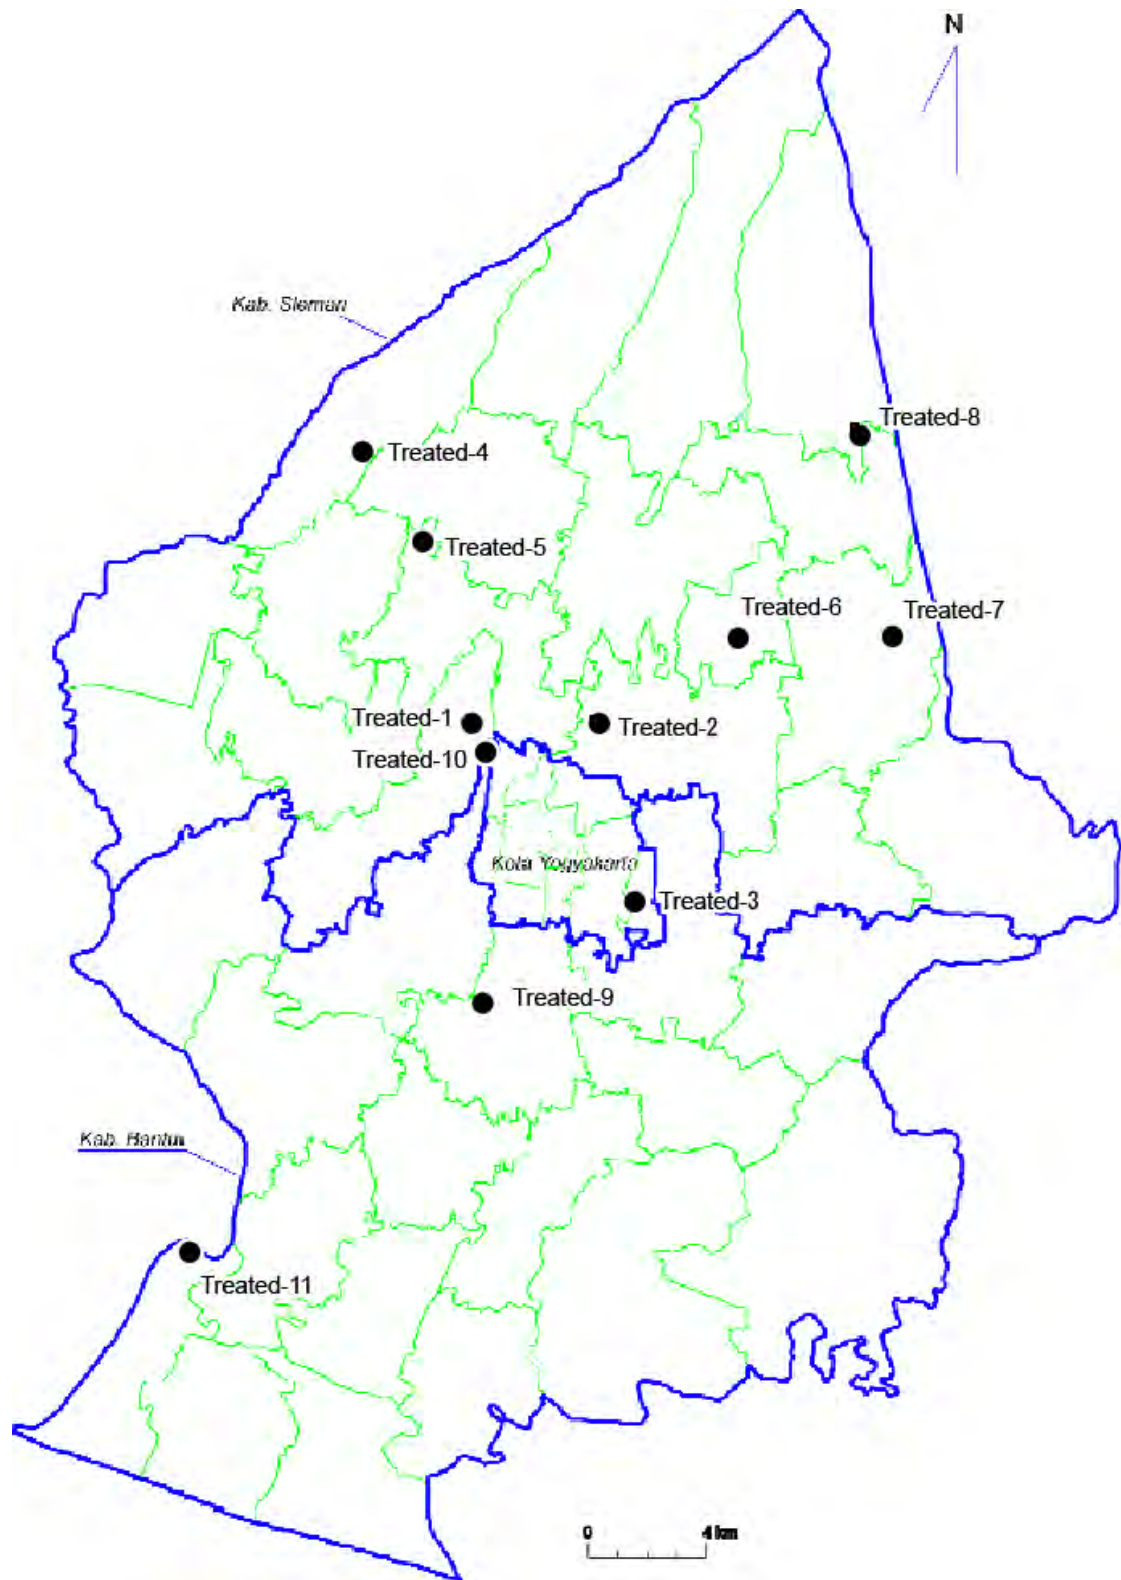 N
Kab. Sleman
Treated-8
Treated-4
Treated-5
Treated-6
Treated-7
Treated-1
Treated-2
Treated-10
Kota Yogyakarta
Treated-3
Treated-9
Kab. Bantul
Treated-11
0 4 km